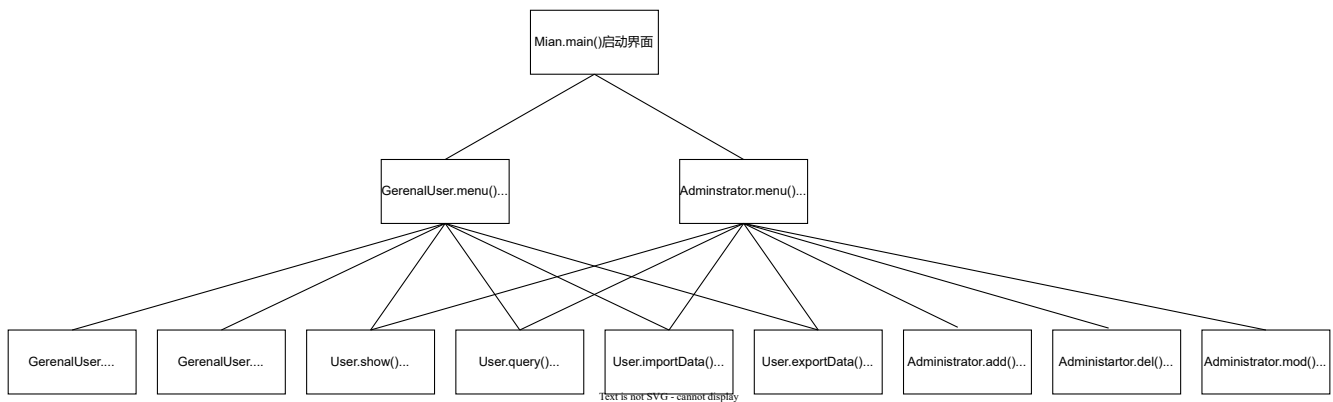 Mian.main()启动界面
GerenalUser.menu()...
Adminstrator.menu()...
GerenalUser....
GerenalUser....
User.show()...
User.query()...
User.importData()...
User.exportData()...
Administrator.add()...
Administartor.del()...
Administrator.mod()...
Text is not SVG - cannot display